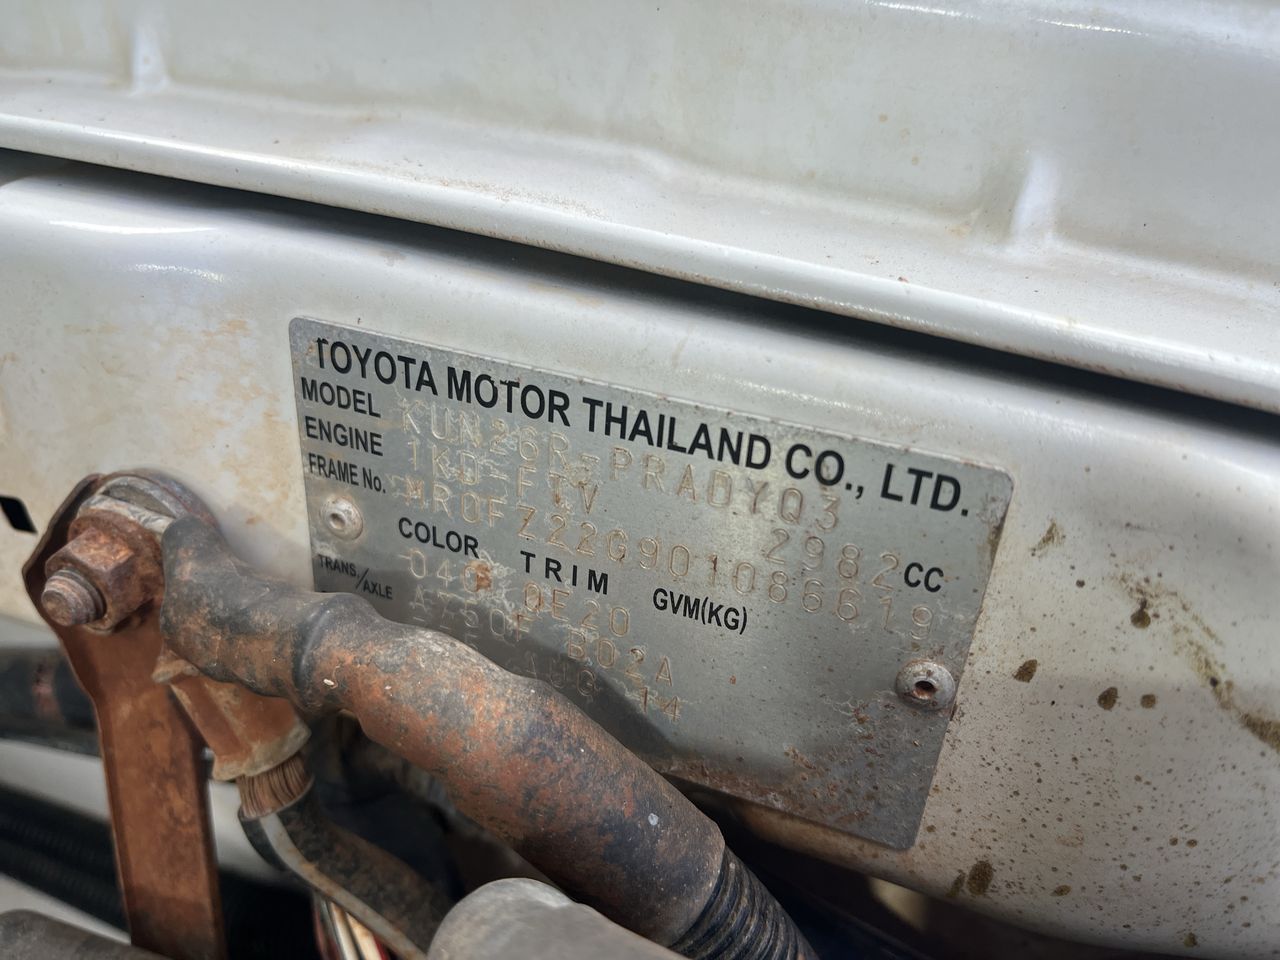 TOYOTA MOTOR THAILAND CO., LTD.
MODEL KUN26R-PRADYQ3
ENGINE 1KD-FTV 2982 CC
FRAME No. MR0FZ22G901086619
COLOR TRIM GVM(KG)
040 0E20
TRANS/AXLE A750F B02A
AUG 14